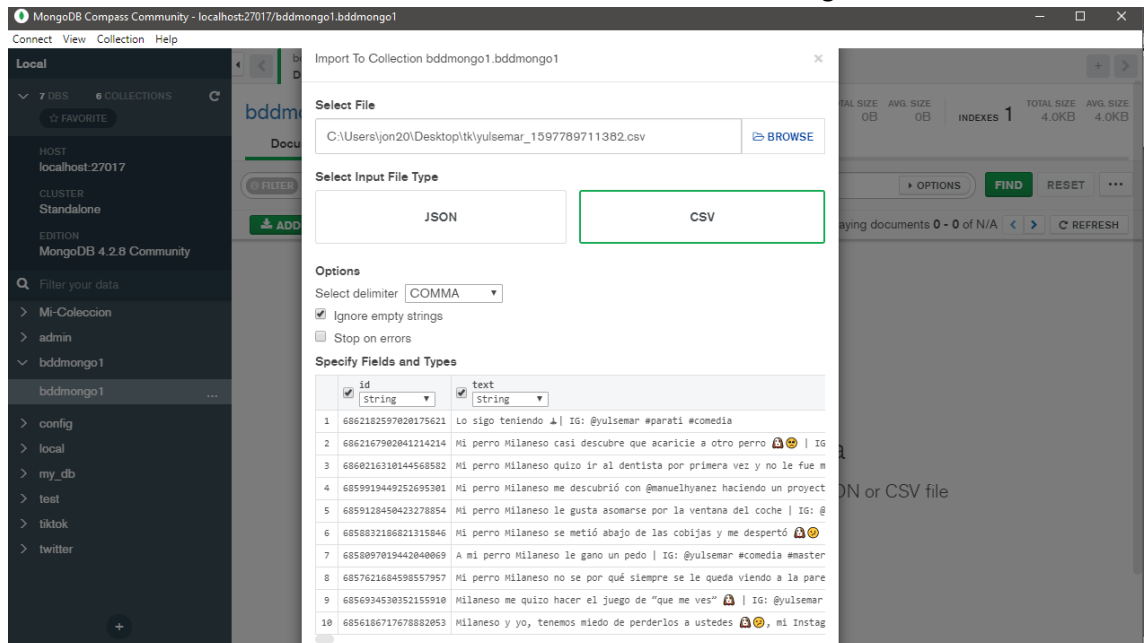 MongoDB Compass Community - localhost:27017/bddmongo1.bddmongo1
Connect View Collection Help
Local
7 DBS 6 COLLECTIONS
☆ FAVORITE
HOST
localhost:27017
CLUSTER
Standalone
EDITION
MongoDB 4.2.8 Community
Filter your data
Mi-Coleccion
admin
bddmongo1
bddmongo1 ...
config
local
my_db
test
tiktok
twitter
+
bddm
Docu
FILTER
ADD
Import To Collection bddmongo1.bddmongo1 ×
Select File
C:\Users\jon20\Desktop\tk\yulsemar_1597789711382.csv BROWSE
Select Input File Type
JSON CSV
Options
Select delimiter COMMA
Ignore empty strings
Stop on errors
Specify Fields and Types
id text
String String
1 6862182597020175621 Lo sigo teniendo | IG: @yulsemar #parati #comedia
2 6862167902041214214 Mi perro Milaneso casi descubre que acaricie a otro perro | IG
3 6860216310144568582 Mi perro Milaneso quizo ir al dentista por primera vez y no le fue m
4 6859919449252695301 Mi perro Milaneso me descubrió con @manuelhyanez haciendo un proyect
5 6859128450423278854 Mi perro Milaneso le gusta asomarse por la ventana del coche | IG: @
6 6858832186821315846 Mi perro Milaneso se metió abajo de las cobijas y me despertó
7 6858097019442040069 A mi perro Milaneso le gano un pedo | IG: @yulsemar #comedia #master
8 6857621684598557957 Mi perro Milaneso no se por qué siempre se le queda viendo a la pare
9 6856934530352155910 Milaneso me quizo hacer el juego de “que me ves” | IG: @yulsemar
10 6856186717678882053 Milaneso y yo, tenemos miedo de perderlos a ustedes , mi Instag
TAL SIZE AVG. SIZE
0B 0B
INDEXES 1
TOTAL SIZE AVG. SIZE
4.0KB 4.0KB
OPTIONS FIND RESET ...
aying documents 0 - 0 of N/A < > REFRESH
ON or CSV file